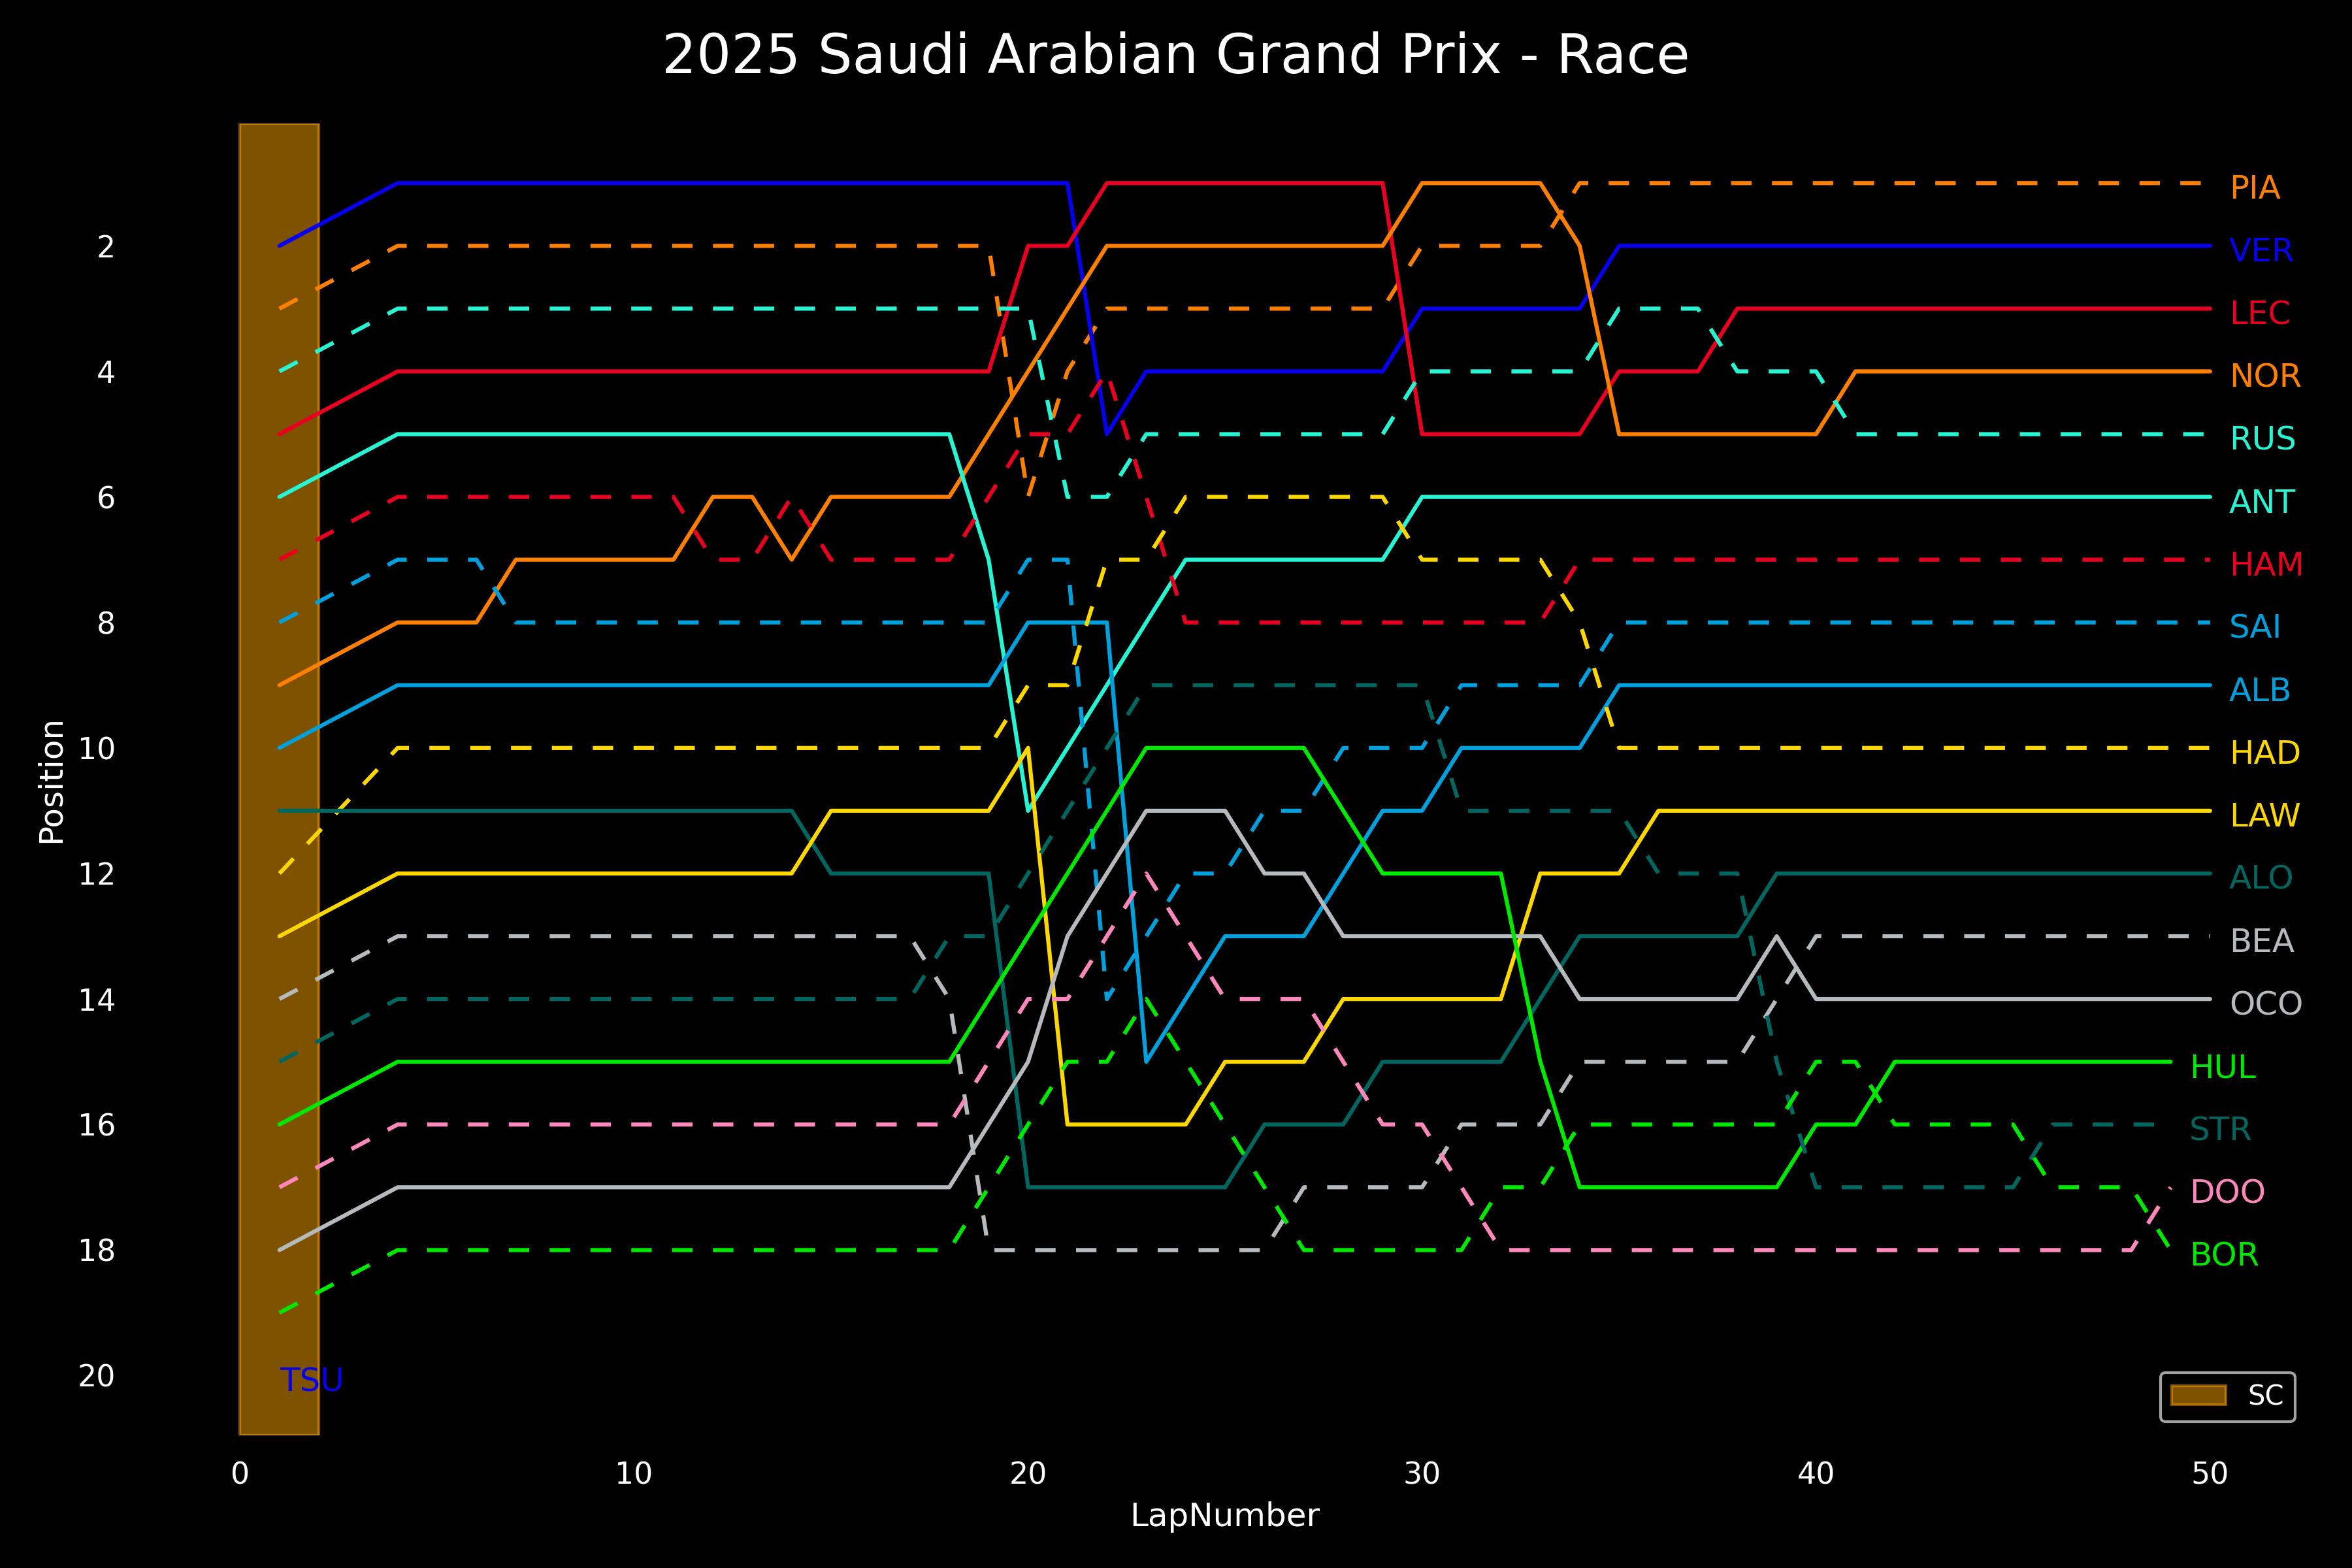 2025 Saudi Arabian Grand Prix - Race
Position
2
4
6
8
10
12
14
16
18
20
PIA
VER
LEC
NOR
RUS
ANT
HAM
SAI
ALB
HAD
LAW
ALO
BEA
OCO
HUL
STR
DOO
BOR
TSU
SC
0 10 20 30 40 50
LapNumber